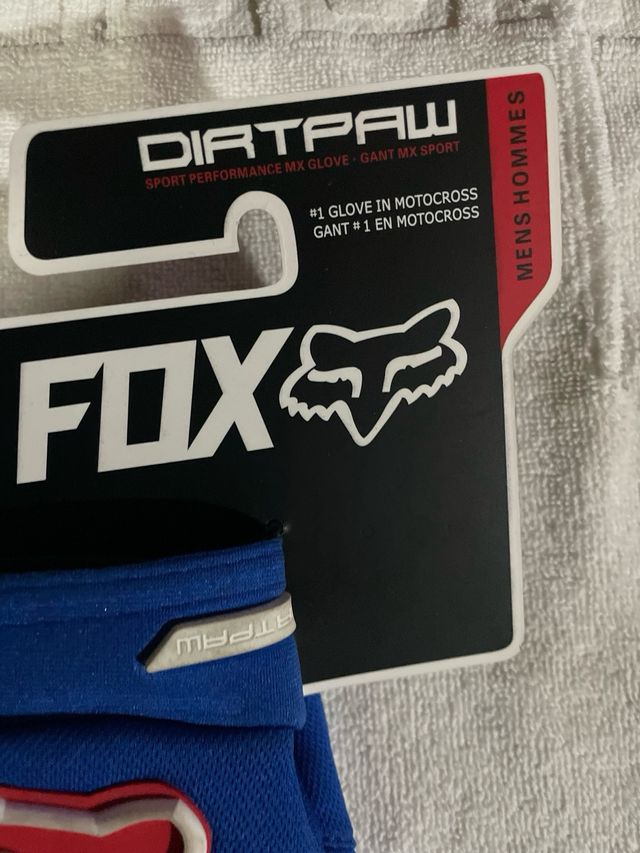 DIRTPAW
SPORT PERFORMANCE MX GLOVE · GANT MX SPORT
#1 GLOVE IN MOTOCROSS
GANT #1 EN MOTOCROSS
MENS HOMMES
FOX
DIRTPAW